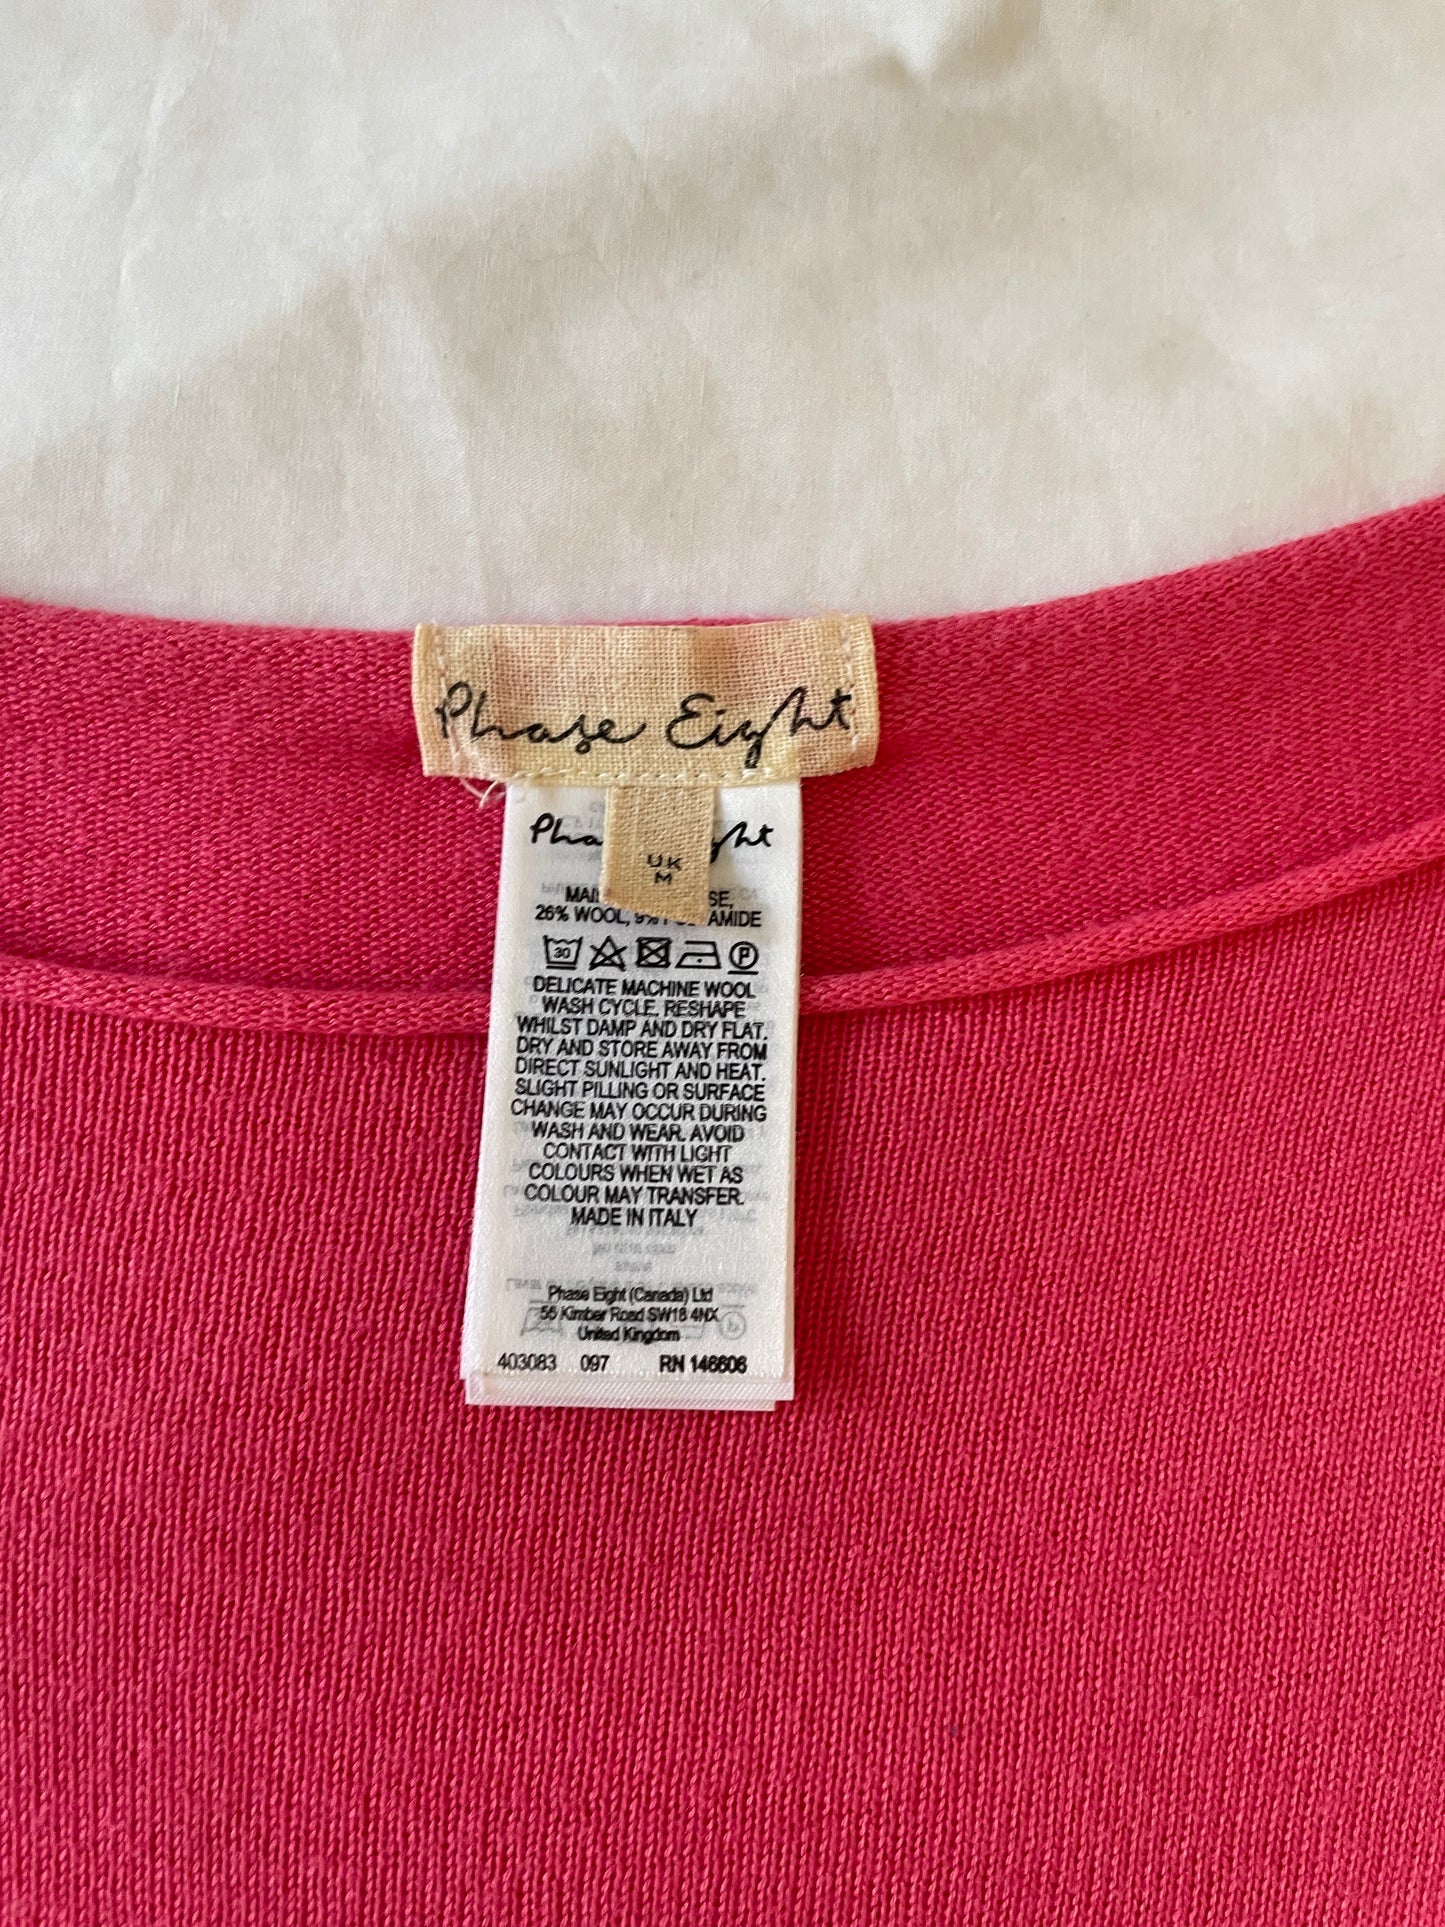 Phase Eight
UK
M
26% WOOL, 9%
AMIDE
30
P
DELICATE MACHINE WOOL
WASH CYCLE. RESHAPE
WHILST DAMP AND DRY FLAT.
DRY AND STORE AWAY FROM
DIRECT SUNLIGHT AND HEAT.
SLIGHT PILLING OR SURFACE
CHANGE MAY OCCUR DURING
WASH AND WEAR. AVOID
CONTACT WITH LIGHT
COLOURS WHEN WET AS
COLOUR MAY TRANSFER.
MADE IN ITALY
Phase Eight (Canada) Ltd
55 Kimber Road SW18 4NX
United Kingdom
403083 097 RN 146606